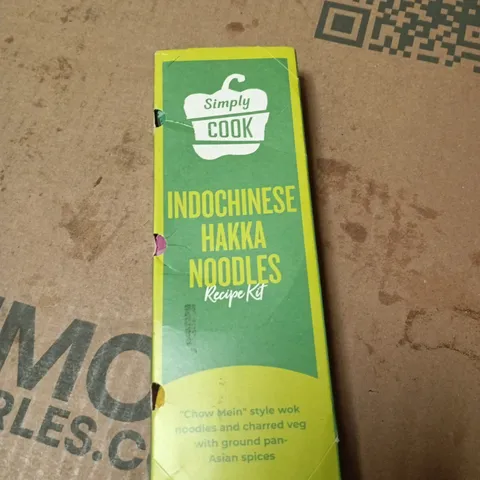 Simply
COOK
INDOCHINESE
HAKKA
NOODLES
Recipe Kit
"Chow Mein" style wok
noodles and charred veg
with ground pan-
Asian spices
MO
RLES.C